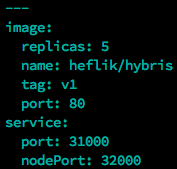 ---
image:
  replicas: 5
  name: heflik/hybris
  tag: v1
  port: 80
service:
  port: 31000
  nodePort: 32000